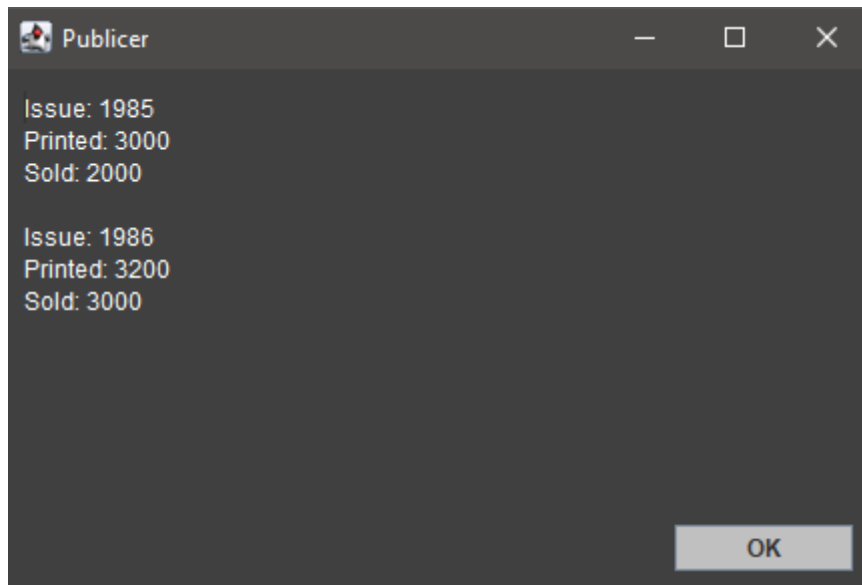 Publicer
Issue: 1985
Printed: 3000
Sold: 2000
Issue: 1986
Printed: 3200
Sold: 3000
OK